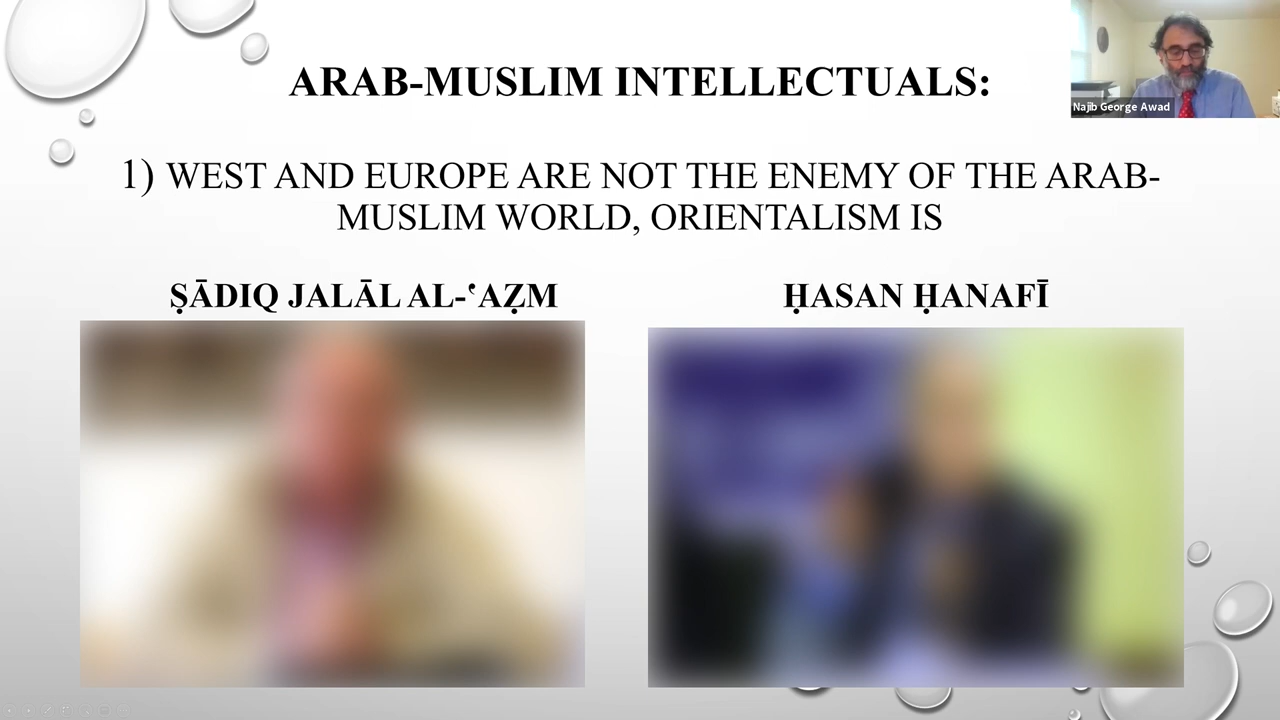 ARAB-MUSLIM INTELLECTUALS:
Najib George Awad
1) WEST AND EUROPE ARE NOT THE ENEMY OF THE ARAB-
MUSLIM WORLD, ORIENTALISM IS
ṢĀDIQ JALĀL AL-ʿAẒM
ḤASAN ḤANAFĪ